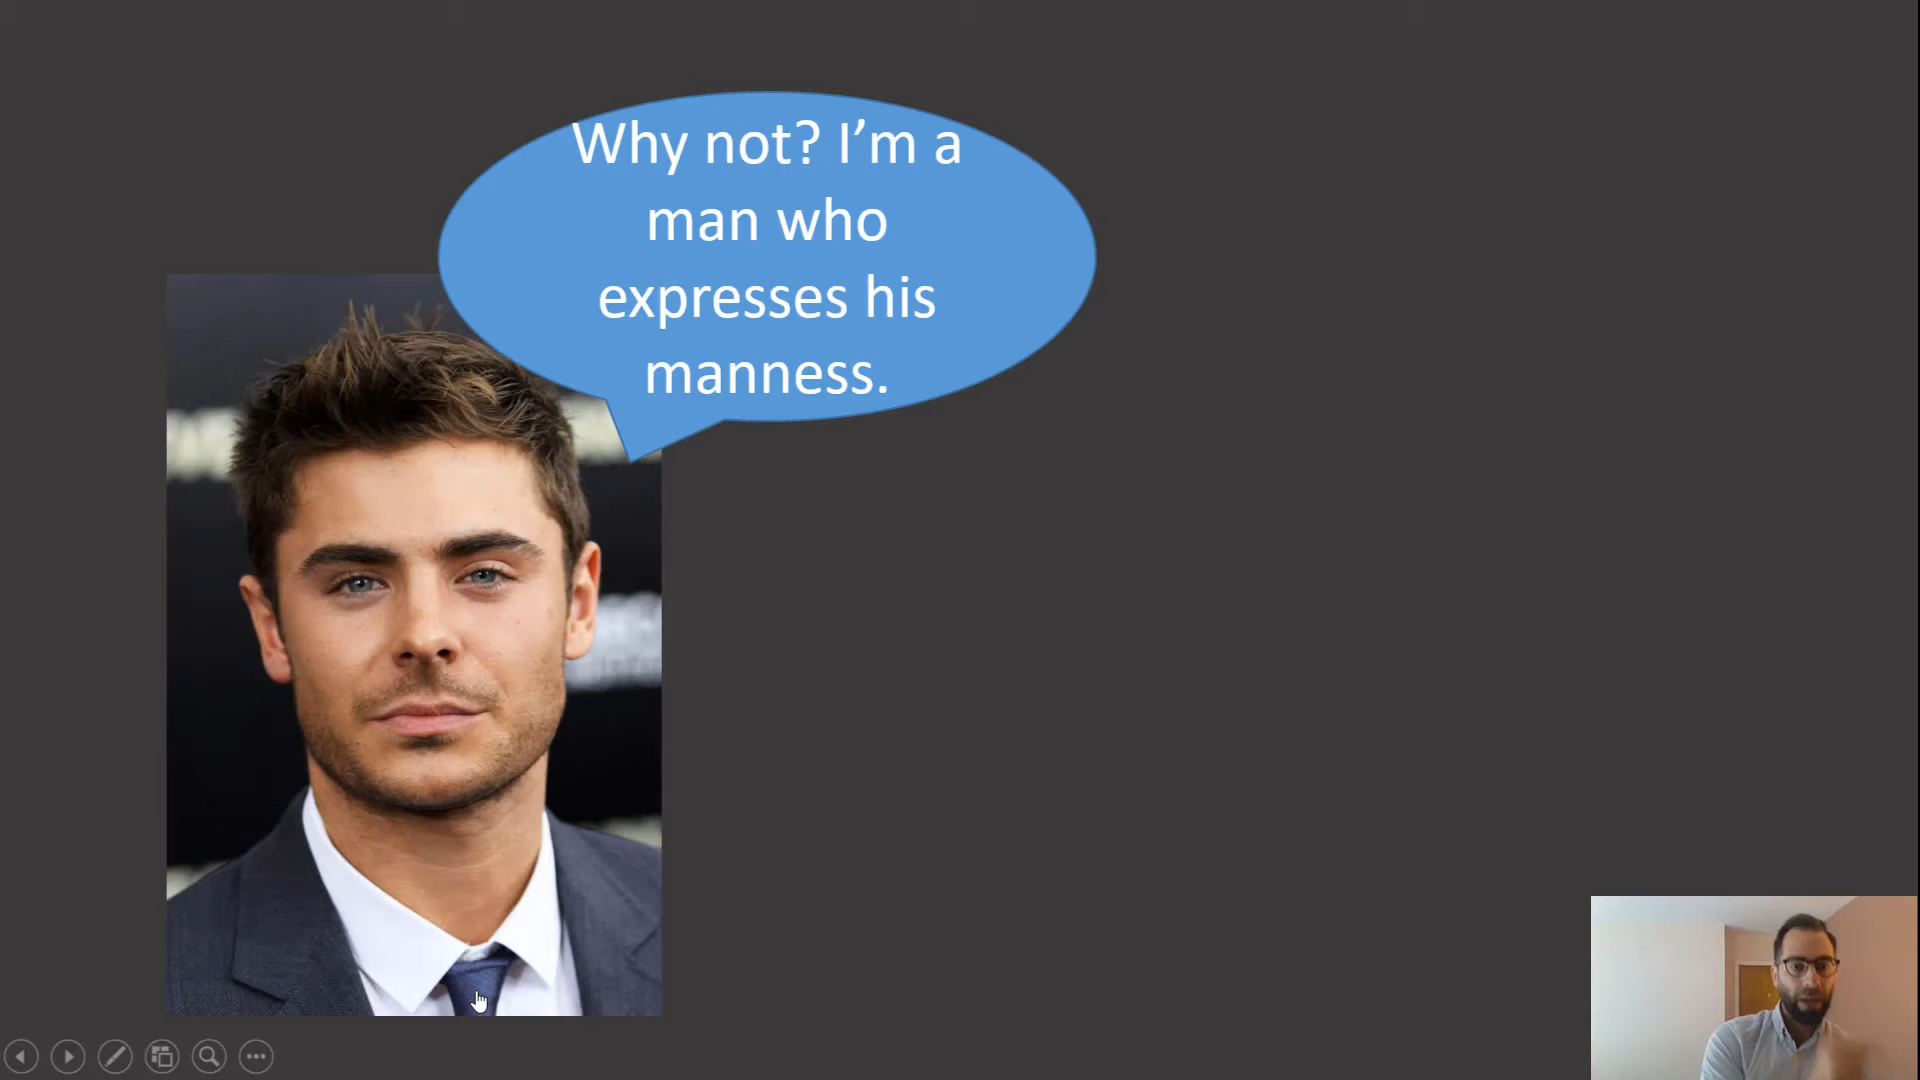 Why not? I’m a
man who
expresses his
manness.